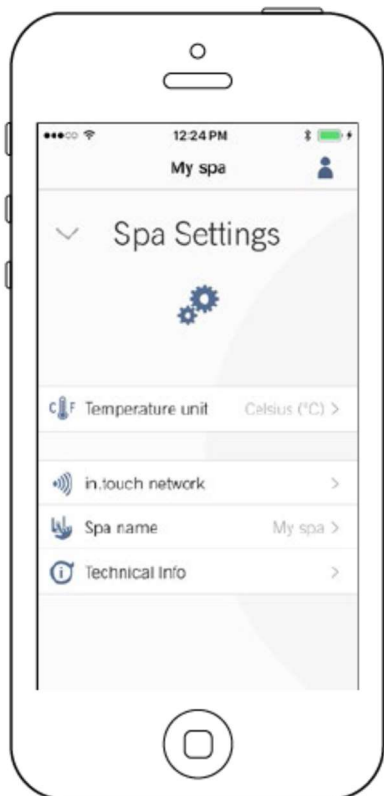 12:24 PM
My spa
Spa Settings
C F Temperature unit Celsius (°C) >
in.touch network >
Spa name My spa >
Technical Info >